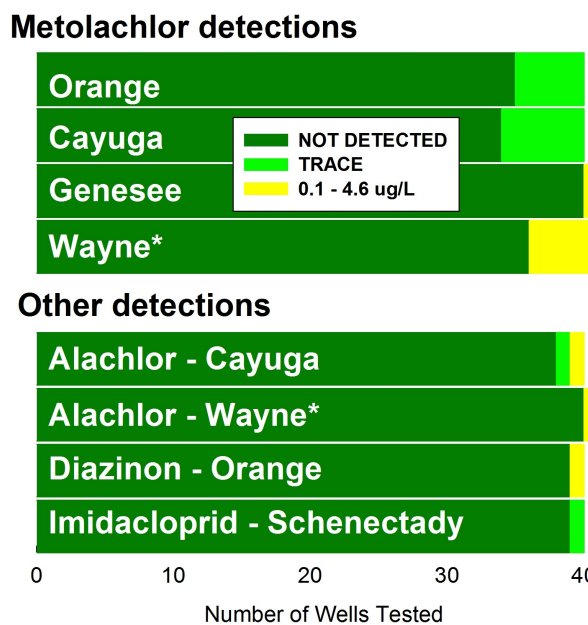 Metolachlor detections
Orange
Cayuga
Genesee
Wayne*
NOT DETECTED
TRACE
0.1 - 4.6 ug/L
Other detections
Alachlor - Cayuga
Alachlor - Wayne*
Diazinon - Orange
Imidacloprid - Schenectady
0 10 20 30 40
Number of Wells Tested